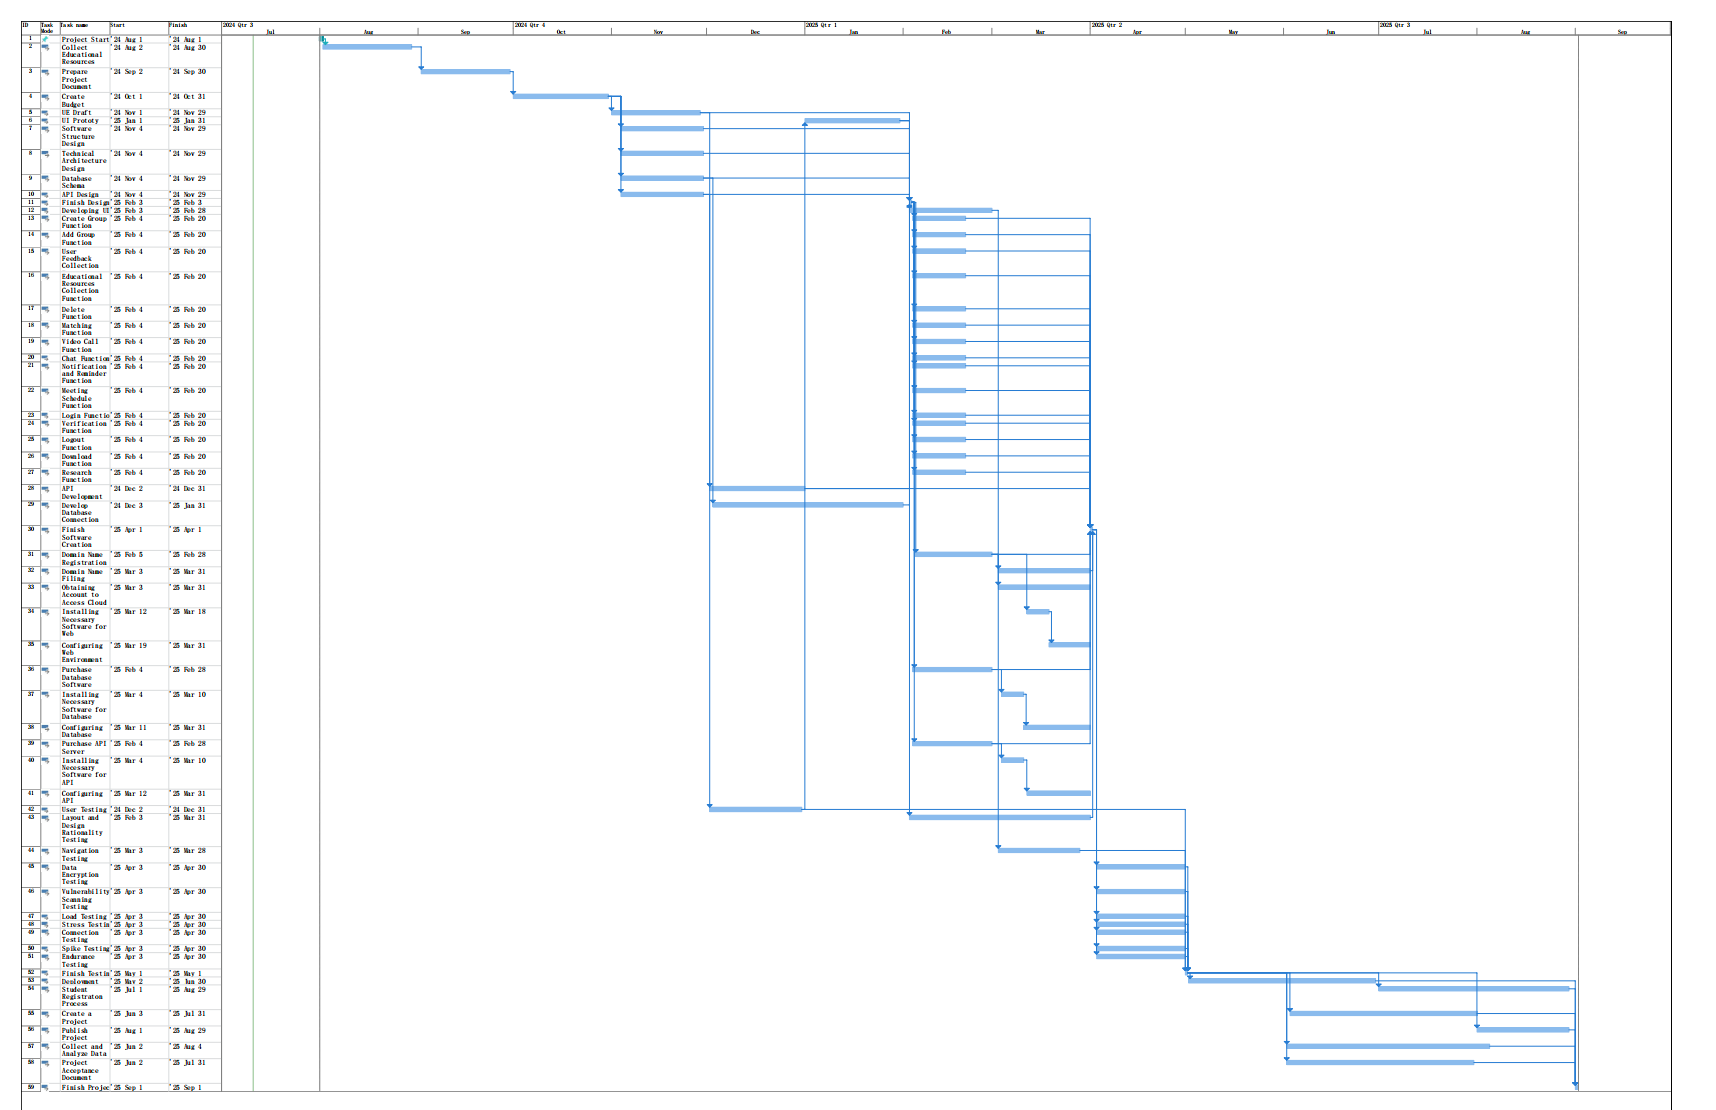 ID Task Mode Task name Start Finish 2024 Qtr 3 2024 Qtr 4 2025 Qtr 1 2025 Qtr 2 2025 Qtr 3
Jul Aug Sep Oct Nov Dec Jan Feb Mar Apr May Jun Jul Aug Sep
1 Project Start 24 Aug 1 24 Aug 1
2 Collect Educational Resources 24 Aug 2 24 Aug 30
3 Prepare Project Document 24 Sep 2 24 Sep 30
4 Create Budget 24 Oct 1 24 Oct 31
5 UE Draft 24 Nov 1 24 Nov 29
6 UI Prototy 25 Jan 1 25 Jan 31
7 Software Structure Design 24 Nov 4 24 Nov 29
8 Technical Architecture Design 24 Nov 4 24 Nov 29
9 Database Schema 24 Nov 4 24 Nov 29
10 API Design 24 Nov 4 24 Nov 29
11 Finish Design 25 Feb 3 25 Feb 3
12 Developing UI 25 Feb 3 25 Feb 28
13 Create Group Function 25 Feb 4 25 Feb 20
14 Add Group Function 25 Feb 4 25 Feb 20
15 User Feedback Collection 25 Feb 4 25 Feb 20
16 Educational Resources Collection Function 25 Feb 4 25 Feb 20
17 Delete Function 25 Feb 4 25 Feb 20
18 Matching Function 25 Feb 4 25 Feb 20
19 Video Call Function 25 Feb 4 25 Feb 20
20 Chat Function 25 Feb 4 25 Feb 20
21 Notification and Reminder Function 25 Feb 4 25 Feb 20
22 Meeting Schedule Function 25 Feb 4 25 Feb 20
23 Login Functio 25 Feb 4 25 Feb 20
24 Verification Function 25 Feb 4 25 Feb 20
25 Logout Function 25 Feb 4 25 Feb 20
26 Download Function 25 Feb 4 25 Feb 20
27 Research Function 25 Feb 4 25 Feb 20
28 API Development 24 Dec 2 24 Dec 31
29 Develop Database Connection 24 Dec 3 25 Jan 31
30 Finish Software Creation 25 Apr 1 25 Apr 1
31 Domain Name Registration 25 Feb 5 25 Feb 28
32 Domain Name Filing 25 Mar 3 25 Mar 31
33 Obtaining Account to Access Cloud 25 Mar 3 25 Mar 31
34 Installing Necessary Software for Web 25 Mar 12 25 Mar 18
35 Configuring Web Environment 25 Mar 19 25 Mar 31
36 Purchase Database Software 25 Feb 4 25 Feb 28
37 Installing Necessary Software for Database 25 Mar 4 25 Mar 10
38 Configuring Database 25 Mar 11 25 Mar 31
39 Purchase API Server 25 Feb 4 25 Feb 28
40 Installing Necessary Software for API 25 Mar 4 25 Mar 10
41 Configuring API 25 Mar 12 25 Mar 31
42 User Testing 24 Dec 2 24 Dec 31
43 Layout and Design Rationality Testing 25 Feb 3 25 Mar 31
44 Navigation Testing 25 Mar 3 25 Mar 28
45 Data Encryption Testing 25 Apr 3 25 Apr 30
46 Vulnerability Scanning Testing 25 Apr 3 25 Apr 30
47 Load Testing 25 Apr 3 25 Apr 30
48 Stress Testin 25 Apr 3 25 Apr 30
49 Connection Testing 25 Apr 3 25 Apr 30
50 Spike Testing 25 Apr 3 25 Apr 30
51 Endurance Testing 25 Apr 3 25 Apr 30
52 Finish Testin 25 May 1 25 May 1
53 Deployment 25 May 2 25 Jun 30
54 Student Registraton Process 25 Jul 1 25 Aug 29
55 Create a Project 25 Jun 3 25 Jul 31
56 Publish Project 25 Aug 1 25 Aug 29
57 Collect and Analyze Data 25 Jun 2 25 Aug 4
58 Project Acceptance Document 25 Jun 2 25 Jul 31
59 Finish Projec 25 Sep 1 25 Sep 1